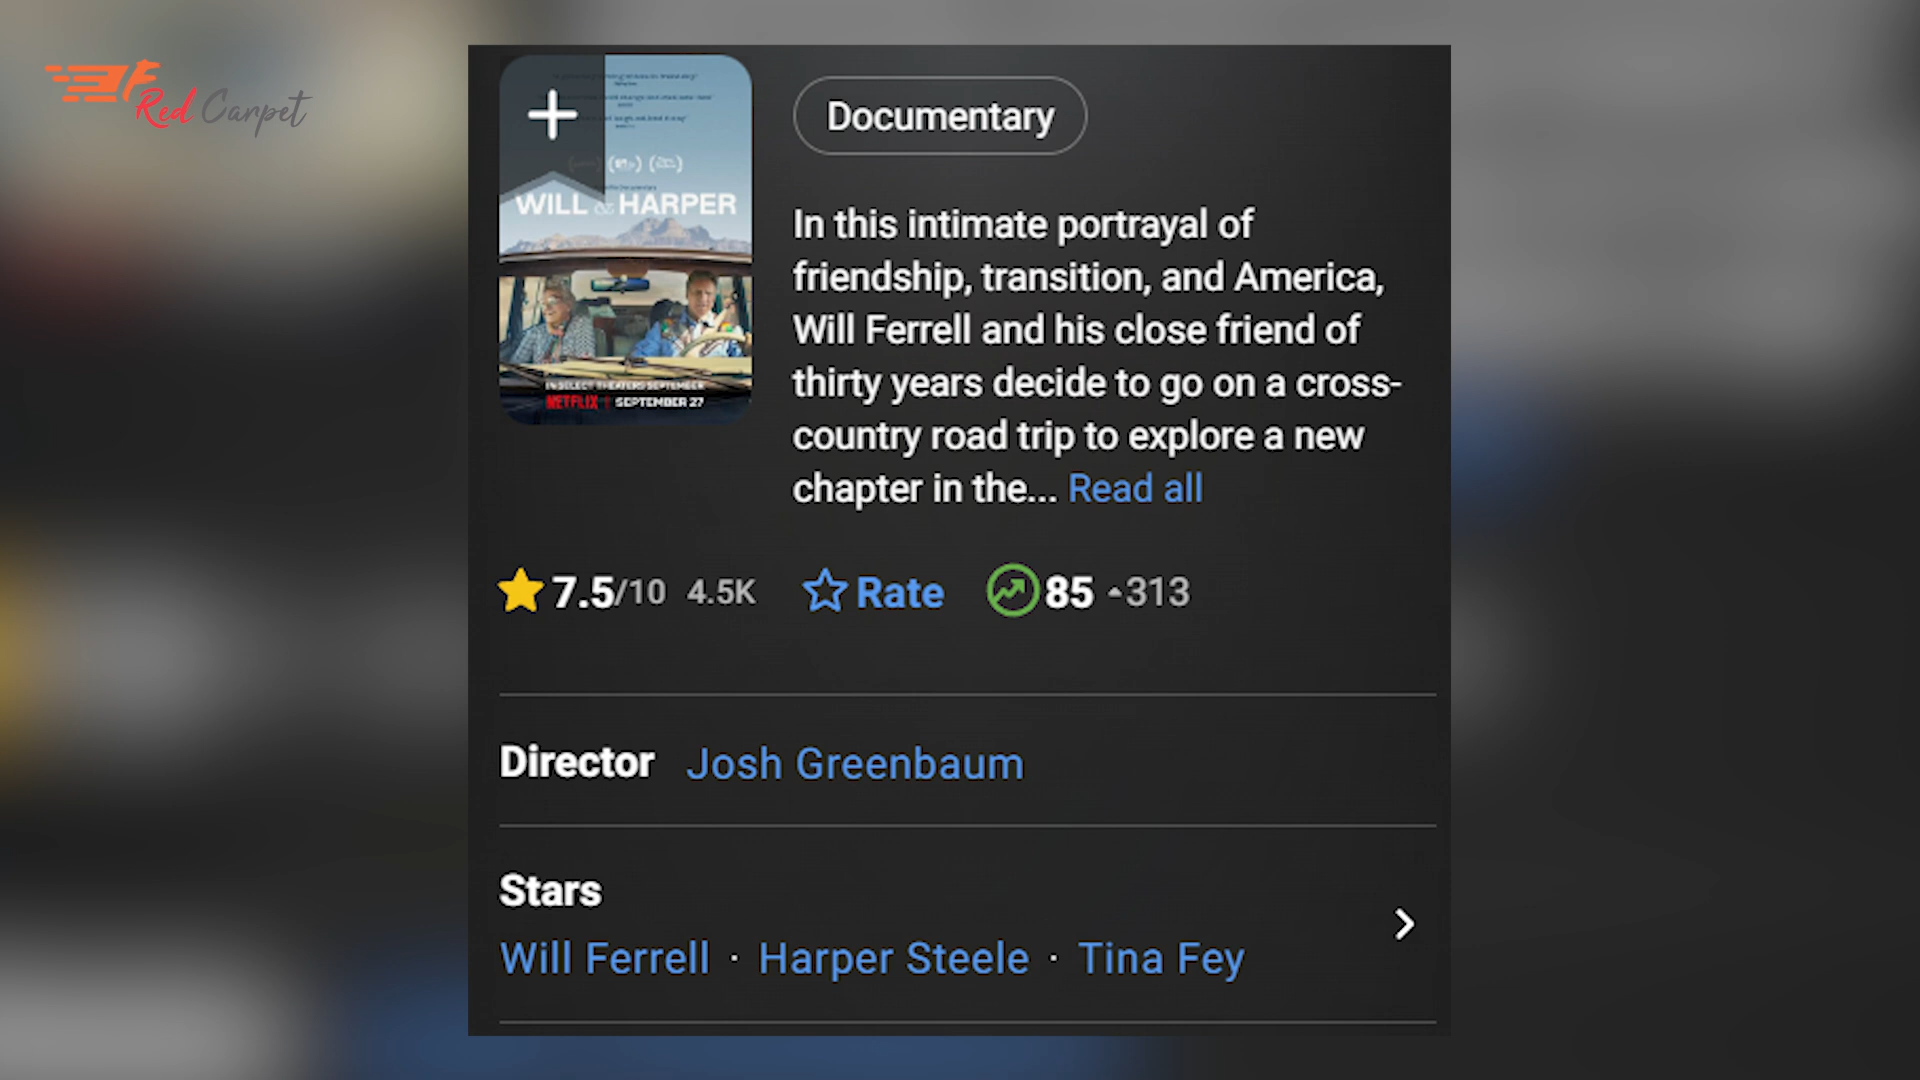 Red Carpet
WILL & HARPER
IN SELECT THEATERS SEPTEMBER
NETFLIX | SEPTEMBER 27
Documentary
In this intimate portrayal of
friendship, transition, and America,
Will Ferrell and his close friend of
thirty years decide to go on a cross-
country road trip to explore a new
chapter in the... Read all
7.5/10 4.5K Rate 85 313
Director Josh Greenbaum
Stars
Will Ferrell · Harper Steele · Tina Fey